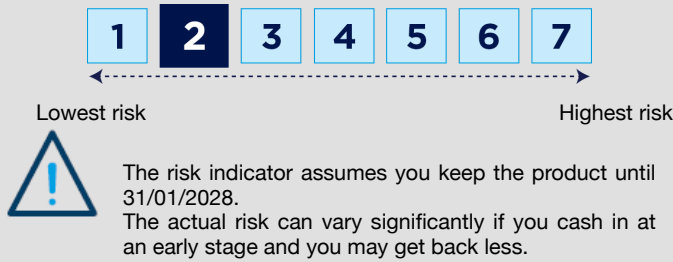 1 2 3 4 5 6 7
Lowest risk Highest risk
!
The risk indicator assumes you keep the product until
31/01/2028.
The actual risk can vary significantly if you cash in at
an early stage and you may get back less.